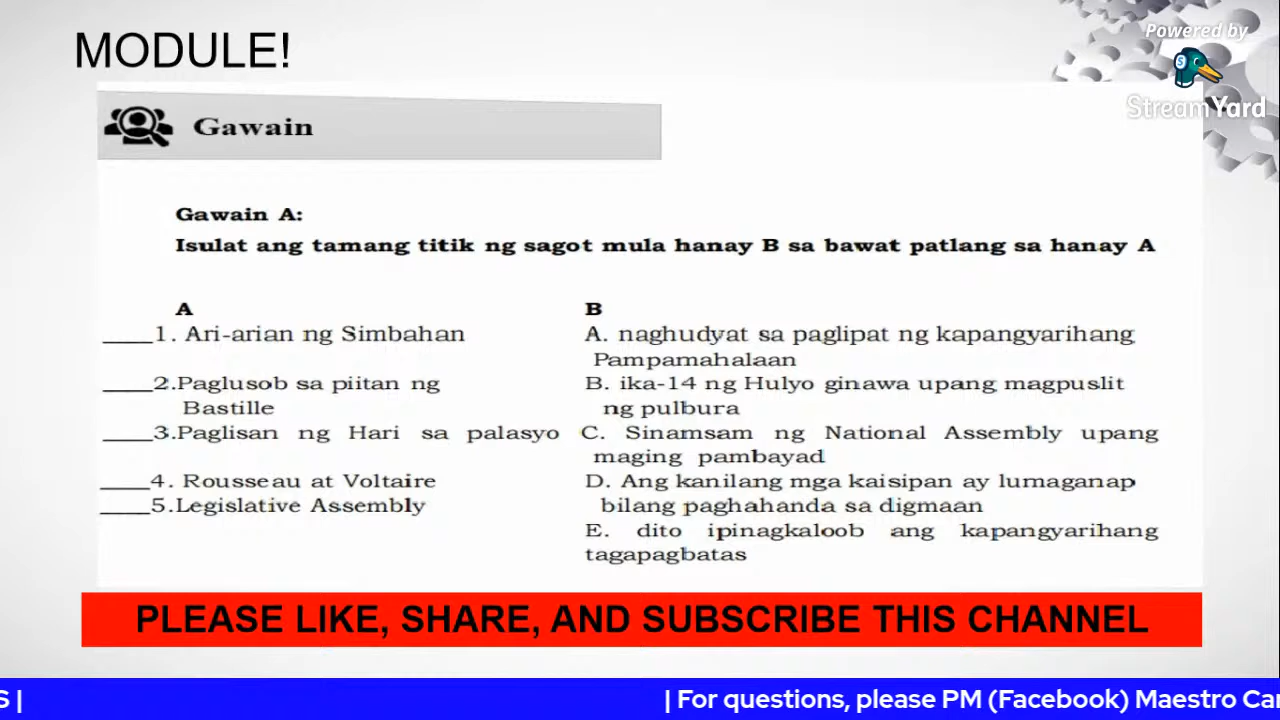 MODULE!
Powered by
StreamYard
Gawain
Gawain A:
Isulat ang tamang titik ng sagot mula hanay B sa bawat patlang sa hanay A
A
B
____1. Ari-arian ng Simbahan
A. naghudyat sa paglipat ng kapangyarihang
Pampamahalaan
____2.Paglusob sa piitan ng
Bastille
B. ika-14 ng Hulyo ginawa upang magpuslit
ng pulbura
____3.Paglisan ng Hari sa palasyo
C. Sinamsam ng National Assembly upang
maging pambayad
____4. Rousseau at Voltaire
D. Ang kanilang mga kaisipan ay lumaganap
bilang paghahanda sa digmaan
____5.Legislative Assembly
E. dito ipinagkaloob ang kapangyarihang
tagapagbatas
PLEASE LIKE, SHARE, AND SUBSCRIBE THIS CHANNEL
S | | For questions, please PM (Facebook) Maestro